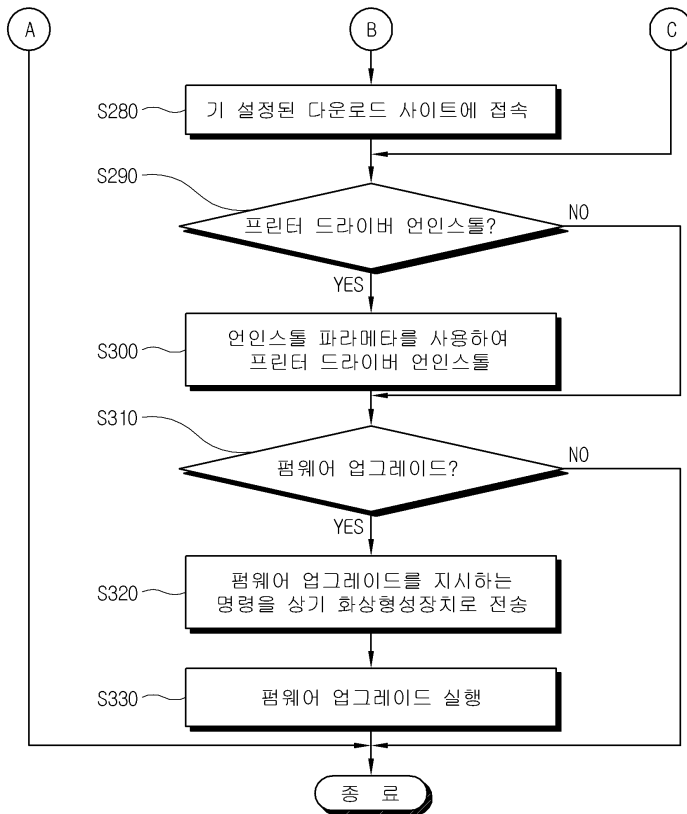 A
B
C
S280
기 설정된 다운로드 사이트에 접속
S290
프린터 드라이버 언인스톨?
NO
YES
S300
언인스톨 파라메타를 사용하여
프린터 드라이버 언인스톨
S310
펌웨어 업그레이드?
NO
YES
S320
펌웨어 업그레이드를 지시하는
명령을 상기 화상형성장치로 전송
S330
펌웨어 업그레이드 실행
종 료